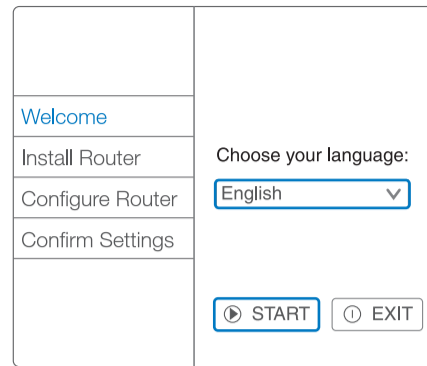 Welcome
Install Router
Configure Router
Confirm Settings
Choose your language:
English
START
EXIT